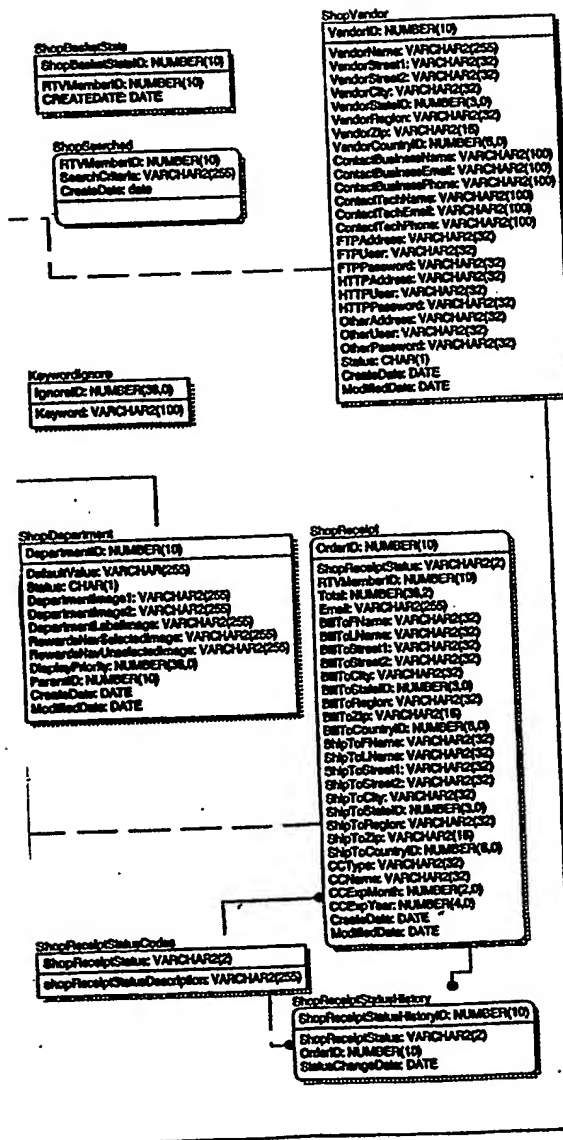 ShopVendor
VendorID: NUMBER(10)
VendorName: VARCHAR2(255)
VendorStreet1: VARCHAR2(32)
VendorStreet2: VARCHAR2(32)
VendorCity: VARCHAR2(32)
VendorStateID: NUMBER(3,0)
VendorRegion: VARCHAR2(32)
VendorZip: VARCHAR2(16)
VendorCountryID: NUMBER(6,0)
ContactBusinessName: VARCHAR2(100)
ContactBusinessEmail: VARCHAR2(100)
ContactBusinessPhone: VARCHAR2(100)
ContactTechName: VARCHAR2(100)
ContactTechEmail: VARCHAR2(100)
ContactTechPhone: VARCHAR2(100)
FTPAddress: VARCHAR2(32)
FTPUser: VARCHAR2(32)
FTPPassword: VARCHAR2(32)
HTTPAddress: VARCHAR2(32)
HTTPUser: VARCHAR2(32)
HTTPPassword: VARCHAR2(32)
OtherAddress: VARCHAR2(32)
OtherUser: VARCHAR2(32)
OtherPassword: VARCHAR2(32)
Status: CHAR(1)
CreateDate: DATE
ModifiedDate: DATE
ShopBasketState
ShopBasketStateID: NUMBER(10)
RTVMemberID: NUMBER(10)
CREATEDATE: DATE
ShopSearched
RTVMemberID: NUMBER(10)
SearchCriteria: VARCHAR2(255)
CreateDate: date
KeywordIgnore
IgnoreID: NUMBER(38,0)
Keyword: VARCHAR2(100)
ShopDepartment
DepartmentID: NUMBER(10)
DefaultValue: VARCHAR(255)
Status: CHAR(1)
DepartmentImage1: VARCHAR2(255)
DepartmentImage2: VARCHAR2(255)
DepartmentLabelImage: VARCHAR2(255)
RewardsNavSelectedImage: VARCHAR2(255)
RewardsNavUnselectedImage: VARCHAR2(255)
DisplayPriority: NUMBER(38,0)
ParentID: NUMBER(10)
CreateDate: DATE
ModifiedDate: DATE
ShopReceipt
OrderID: NUMBER(10)
ShopReceiptStatus: VARCHAR2(2)
RTVMemberID: NUMBER(10)
Total: NUMBER(38,2)
Email: VARCHAR2(255)
BillToFName: VARCHAR2(32)
BillToLName: VARCHAR2(32)
BillToStreet1: VARCHAR2(32)
BillToStreet2: VARCHAR2(32)
BillToCity: VARCHAR2(32)
BillToStateID: NUMBER(3,0)
BillToRegion: VARCHAR2(32)
BillToZip: VARCHAR2(16)
BillToCountryID: NUMBER(6,0)
ShipToFName: VARCHAR2(32)
ShipToLName: VARCHAR2(32)
ShipToStreet1: VARCHAR2(32)
ShipToStreet2: VARCHAR2(32)
ShipToCity: VARCHAR2(32)
ShipToStateID: NUMBER(3,0)
ShipToRegion: VARCHAR2(32)
ShipToZip: VARCHAR2(16)
ShipToCountryID: NUMBER(6,0)
CCType: VARCHAR2(32)
CCName: VARCHAR2(32)
CCExpMonth: NUMBER(2,0)
CCExpYear: NUMBER(4,0)
CreateDate: DATE
ModifiedDate: DATE
ShopReceiptStatusCodes
ShopReceiptStatus: VARCHAR2(2)
shopReceiptStatusDescription: VARCHAR2(255)
ShopReceiptStatusHistory
ShopReceiptStatusHistoryID: NUMBER(10)
ShopReceiptStatus: VARCHAR2(2)
OrderID: NUMBER(10)
StatusChangeDate: DATE